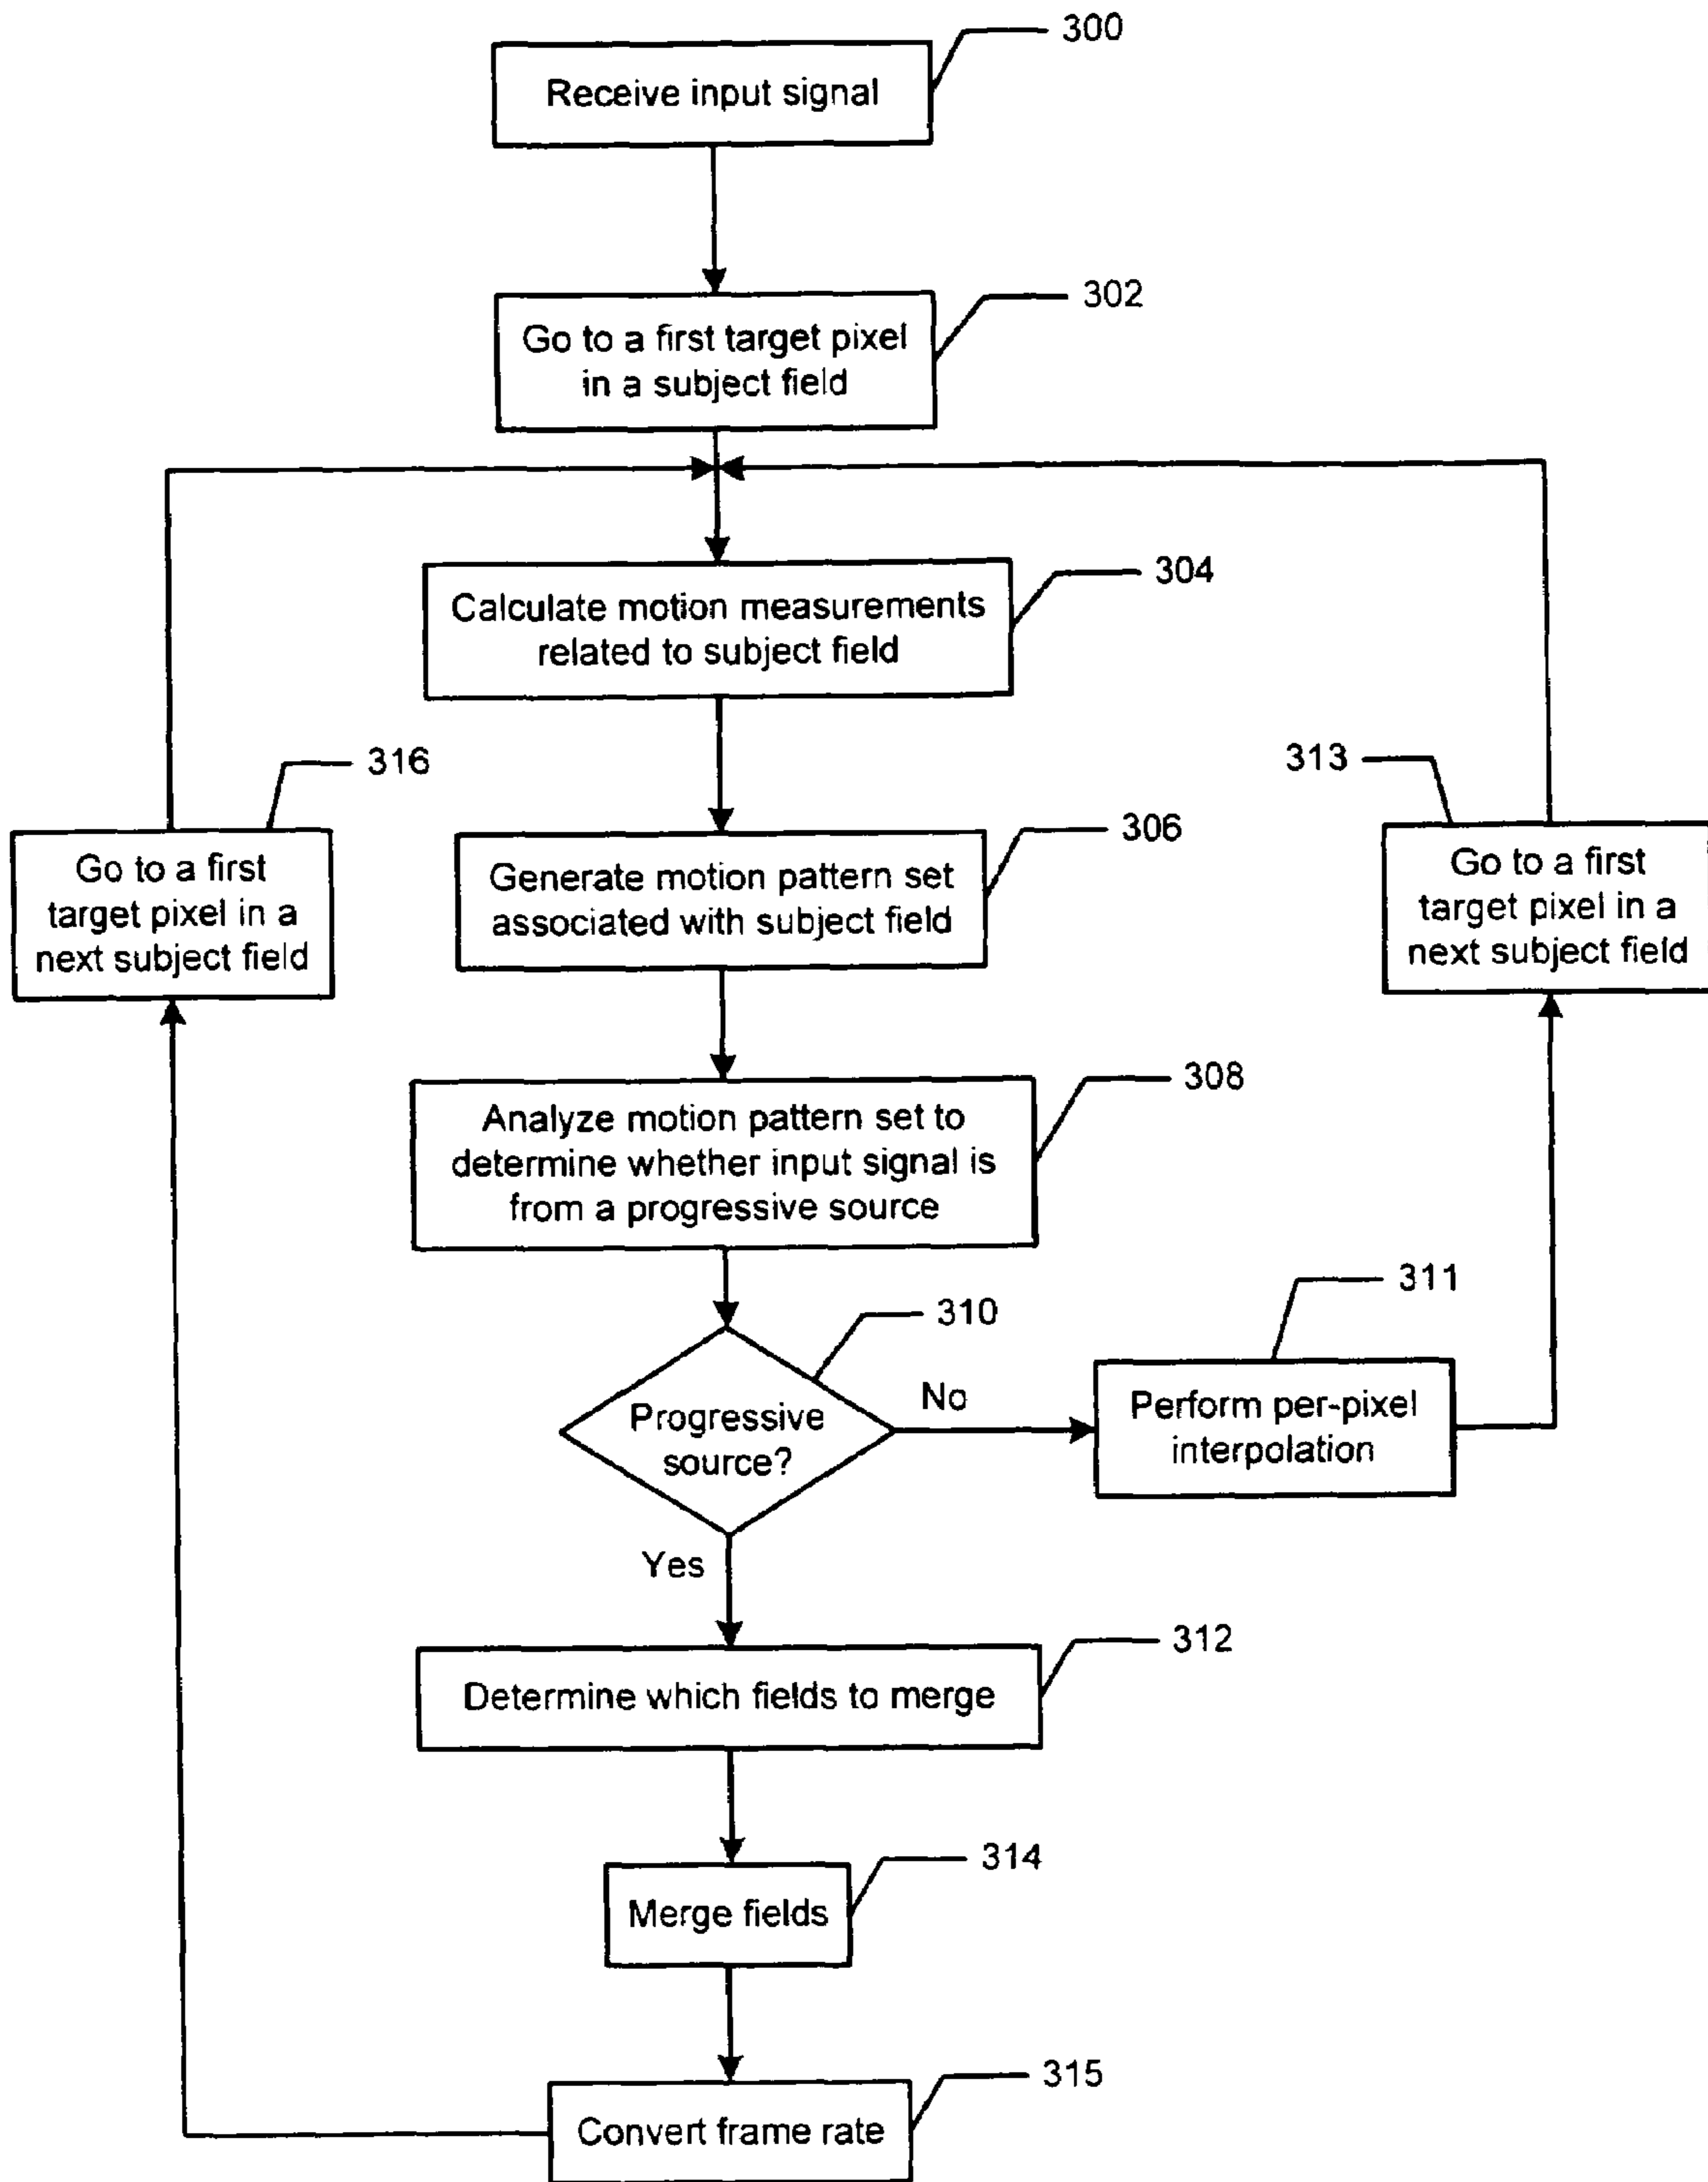 300
Receive input signal
302
Go to a first target pixel
in a subject field
304
Calculate motion measurements
related to subject field
316
Go to a first
target pixel in a
next subject field
306
Generate motion pattern set
associated with subject field
313
Go to a first
target pixel in a
next subject field
308
Analyze motion pattern set to
determine whether input signal is
from a progressive source
310
Progressive
source?
No
311
Perform per-pixel
interpolation
Yes
312
Determine which fields to merge
314
Merge fields
315
Convert frame rate